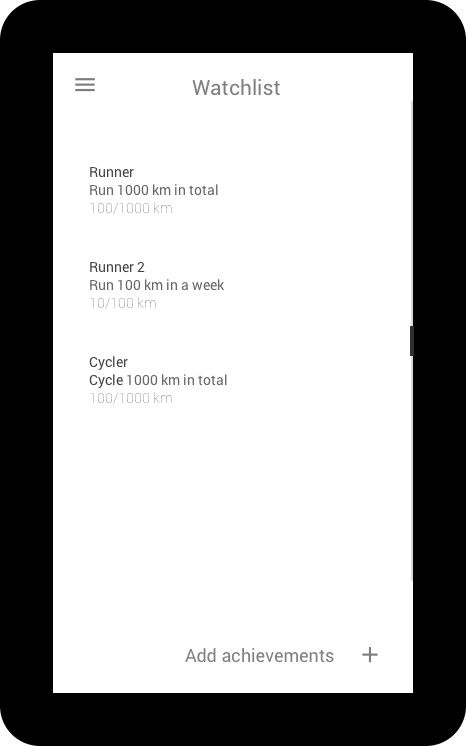 Watchlist
Runner
Run 1000 km in total
100/1000 km
Runner 2
Run 100 km in a week
10/100 km
Cycler
Cycle 1000 km in total
100/1000 km
Add achievements +